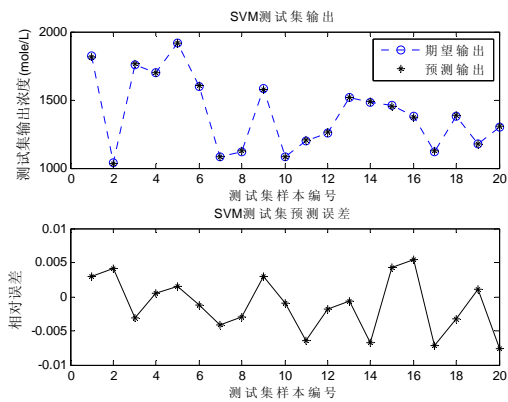 SVM测试集输出
2000
1500
1000
测试集输出浓度(mole/L)
期望输出
预测输出
0 2 4 6 8 10 12 14 16 18 20
测试集样本编号
SVM测试集预测误差
0.01
0.005
0
-0.005
-0.01
相对误差
0 2 4 6 8 10 12 14 16 18 20
测试集样本编号